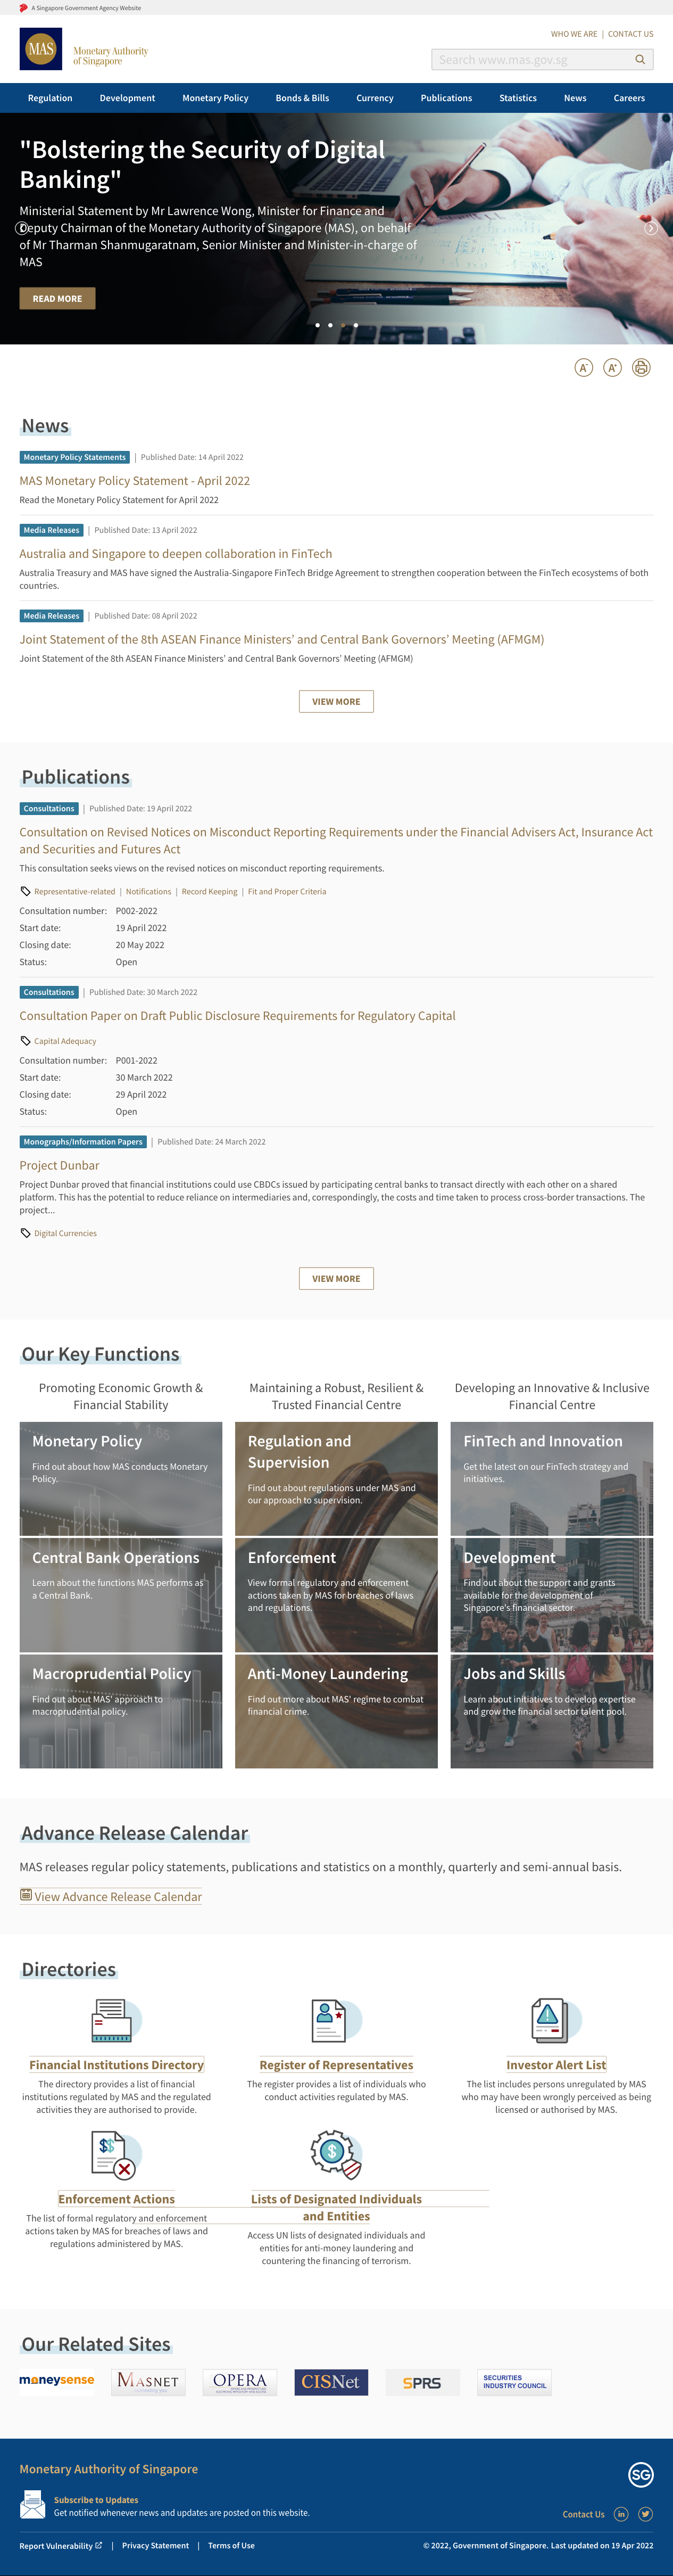 A Singapore Government Agency Website
MAS
Monetary Authority
of Singapore
WHO WE ARE | CONTACT US
Search www.mas.gov.sg
Regulation Development Monetary Policy Bonds & Bills Currency Publications Statistics News Careers
"Bolstering the Security of Digital
Banking"
Ministerial Statement by Mr Lawrence Wong, Minister for Finance and
Deputy Chairman of the Monetary Authority of Singapore (MAS), on behalf
of Mr Tharman Shanmugaratnam, Senior Minister and Minister-in-charge of
MAS
READ MORE
A- A+
News
Monetary Policy Statements | Published Date: 14 April 2022
MAS Monetary Policy Statement - April 2022
Read the Monetary Policy Statement for April 2022
Media Releases | Published Date: 13 April 2022
Australia and Singapore to deepen collaboration in FinTech
Australia Treasury and MAS have signed the Australia-Singapore FinTech Bridge Agreement to strengthen cooperation between the FinTech ecosystems of both
countries.
Media Releases | Published Date: 08 April 2022
Joint Statement of the 8th ASEAN Finance Ministers' and Central Bank Governors' Meeting (AFMGM)
Joint Statement of the 8th ASEAN Finance Ministers' and Central Bank Governors' Meeting (AFMGM)
VIEW MORE
Publications
Consultations | Published Date: 19 April 2022
Consultation on Revised Notices on Misconduct Reporting Requirements under the Financial Advisers Act, Insurance Act
and Securities and Futures Act
This consultation seeks views on the revised notices on misconduct reporting requirements.
Representative-related | Notifications | Record Keeping | Fit and Proper Criteria
Consultation number: P002-2022
Start date: 19 April 2022
Closing date: 20 May 2022
Status: Open
Consultations | Published Date: 30 March 2022
Consultation Paper on Draft Public Disclosure Requirements for Regulatory Capital
Capital Adequacy
Consultation number: P001-2022
Start date: 30 March 2022
Closing date: 29 April 2022
Status: Open
Monographs/Information Papers | Published Date: 24 March 2022
Project Dunbar
Project Dunbar proved that financial institutions could use CBDCs issued by participating central banks to transact directly with each other on a shared
platform. This has the potential to reduce reliance on intermediaries and, correspondingly, the costs and time taken to process cross-border transactions. The
project...
Digital Currencies
VIEW MORE
Our Key Functions
Promoting Economic Growth &
Financial Stability
Monetary Policy
Find out about how MAS conducts Monetary
Policy.
Central Bank Operations
Learn about the functions MAS performs as
a Central Bank.
Macroprudential Policy
Find out about MAS' approach to
macroprudential policy.
Maintaining a Robust, Resilient &
Trusted Financial Centre
Regulation and
Supervision
Find out about regulations under MAS and
our approach to supervision.
Enforcement
View formal regulatory and enforcement
actions taken by MAS for breaches of laws
and regulations.
Anti-Money Laundering
Find out more about MAS' regime to combat
financial crime.
Developing an Innovative & Inclusive
Financial Centre
FinTech and Innovation
Get the latest on our FinTech strategy and
initiatives.
Development
Find out about the support and grants
available for the development of
Singapore's financial sector.
Jobs and Skills
Learn about initiatives to develop expertise
and grow the financial sector talent pool.
Advance Release Calendar
MAS releases regular policy statements, publications and statistics on a monthly, quarterly and semi-annual basis.
View Advance Release Calendar
Directories
Financial Institutions Directory
The directory provides a list of financial
institutions regulated by MAS and the regulated
activities they are authorised to provide.
Register of Representatives
The register provides a list of individuals who
conduct activities regulated by MAS.
Investor Alert List
The list includes persons unregulated by MAS
who may have been wrongly perceived as being
licensed or authorised by MAS.
Enforcement Actions
The list of formal regulatory and enforcement
actions taken by MAS for breaches of laws and
regulations administered by MAS.
Lists of Designated Individuals
and Entities
Access UN lists of designated individuals and
entities for anti-money laundering and
countering the financing of terrorism.
Our Related Sites
moneysense
MASNET
OPERA
CISNet
SPRS
SECURITIES
INDUSTRY COUNCIL
Monetary Authority of Singapore
SG
Subscribe to Updates
Get notified whenever news and updates are posted on this website.
Contact Us in
Report Vulnerability | Privacy Statement | Terms of Use
© 2022, Government of Singapore. Last updated on 19 Apr 2022